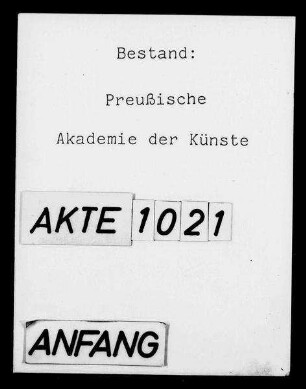 Bestand:
Preußische
Akademie der Künste
AKTE 1021
ANFANG